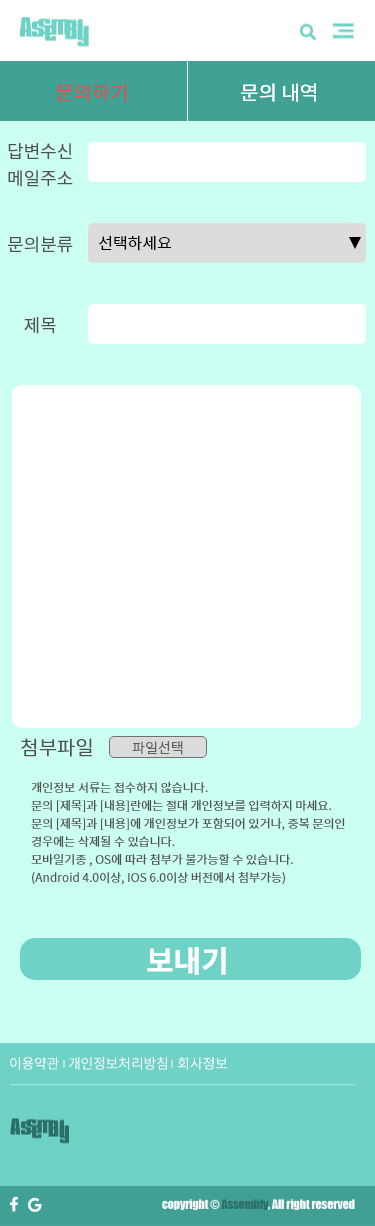 Assembly
문의하기 문의 내역
답변수신
메일주소
문의분류 선택하세요 ▼
제목
첨부파일 파일선택
개인정보 서류는 접수하지 않습니다.
문의 [제목]과 [내용]란에는 절대 개인정보를 입력하지 마세요.
문의 [제목]과 [내용]에 개인정보가 포함되어 있거나, 중복 문의인
경우에는 삭제될 수 있습니다.
모바일기종 , OS에 따라 첨부가 불가능할 수 있습니다.
(Android 4.0이상, IOS 6.0이상 버전에서 첨부가능)
보내기
이용약관 | 개인정보처리방침 | 회사정보
Assembly
f G copyright © Assembly. All right reserved